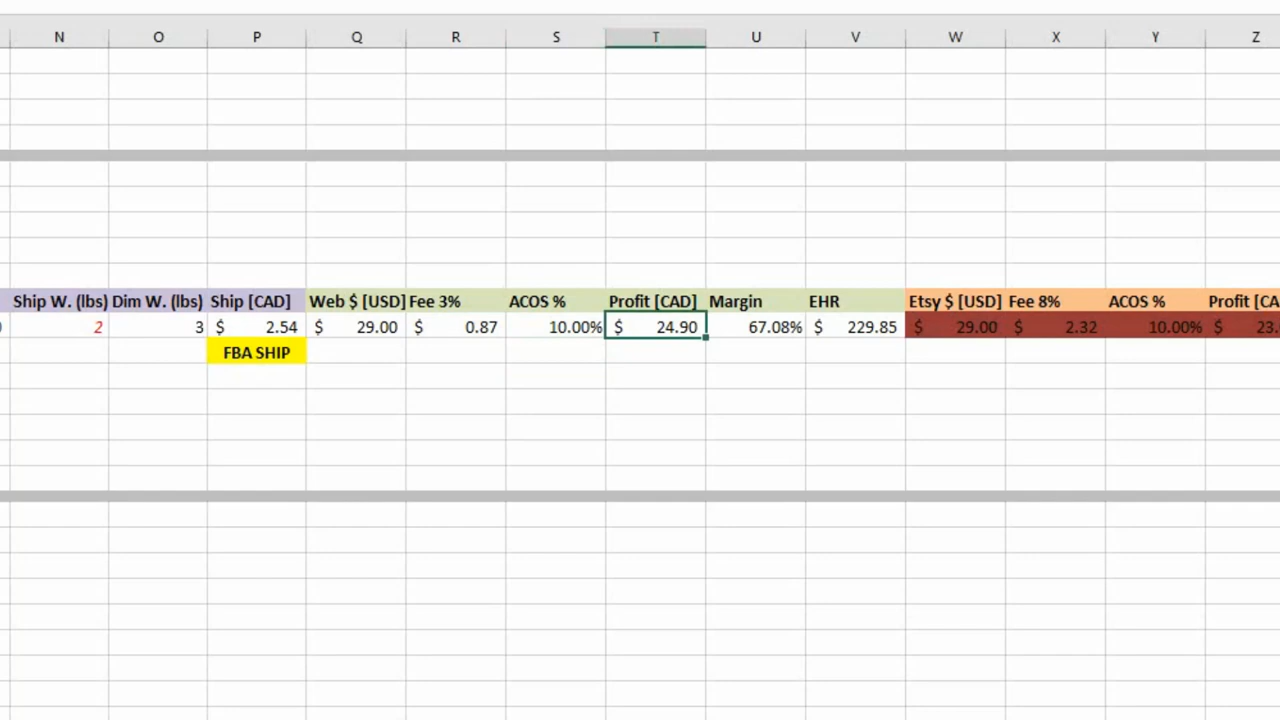 N O P Q R S T U V W X Y Z
Ship W. (lbs) Dim W. (lbs) Ship [CAD] Web $ [USD] Fee 3% ACOS % Profit [CAD] Margin EHR Etsy $ [USD] Fee 8% ACOS % Profit [CA
2 3 $ 2.54 $ 29.00 $ 0.87 10.00% $ 24.90 67.08% $ 229.85 $ 29.00 $ 2.32 10.00% $ 23.
FBA SHIP